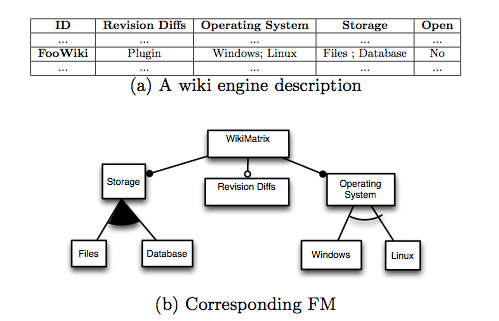 ID Revision Diffs Operating System Storage Open
... ... ... ... ...
FooWiki Plugin Windows; Linux Files ; Database No
... ... ... ... ...
(a) A wiki engine description
WikiMatrix
Storage
Revision Diffs
Operating
System
Files
Database
Windows
Linux
(b) Corresponding FM